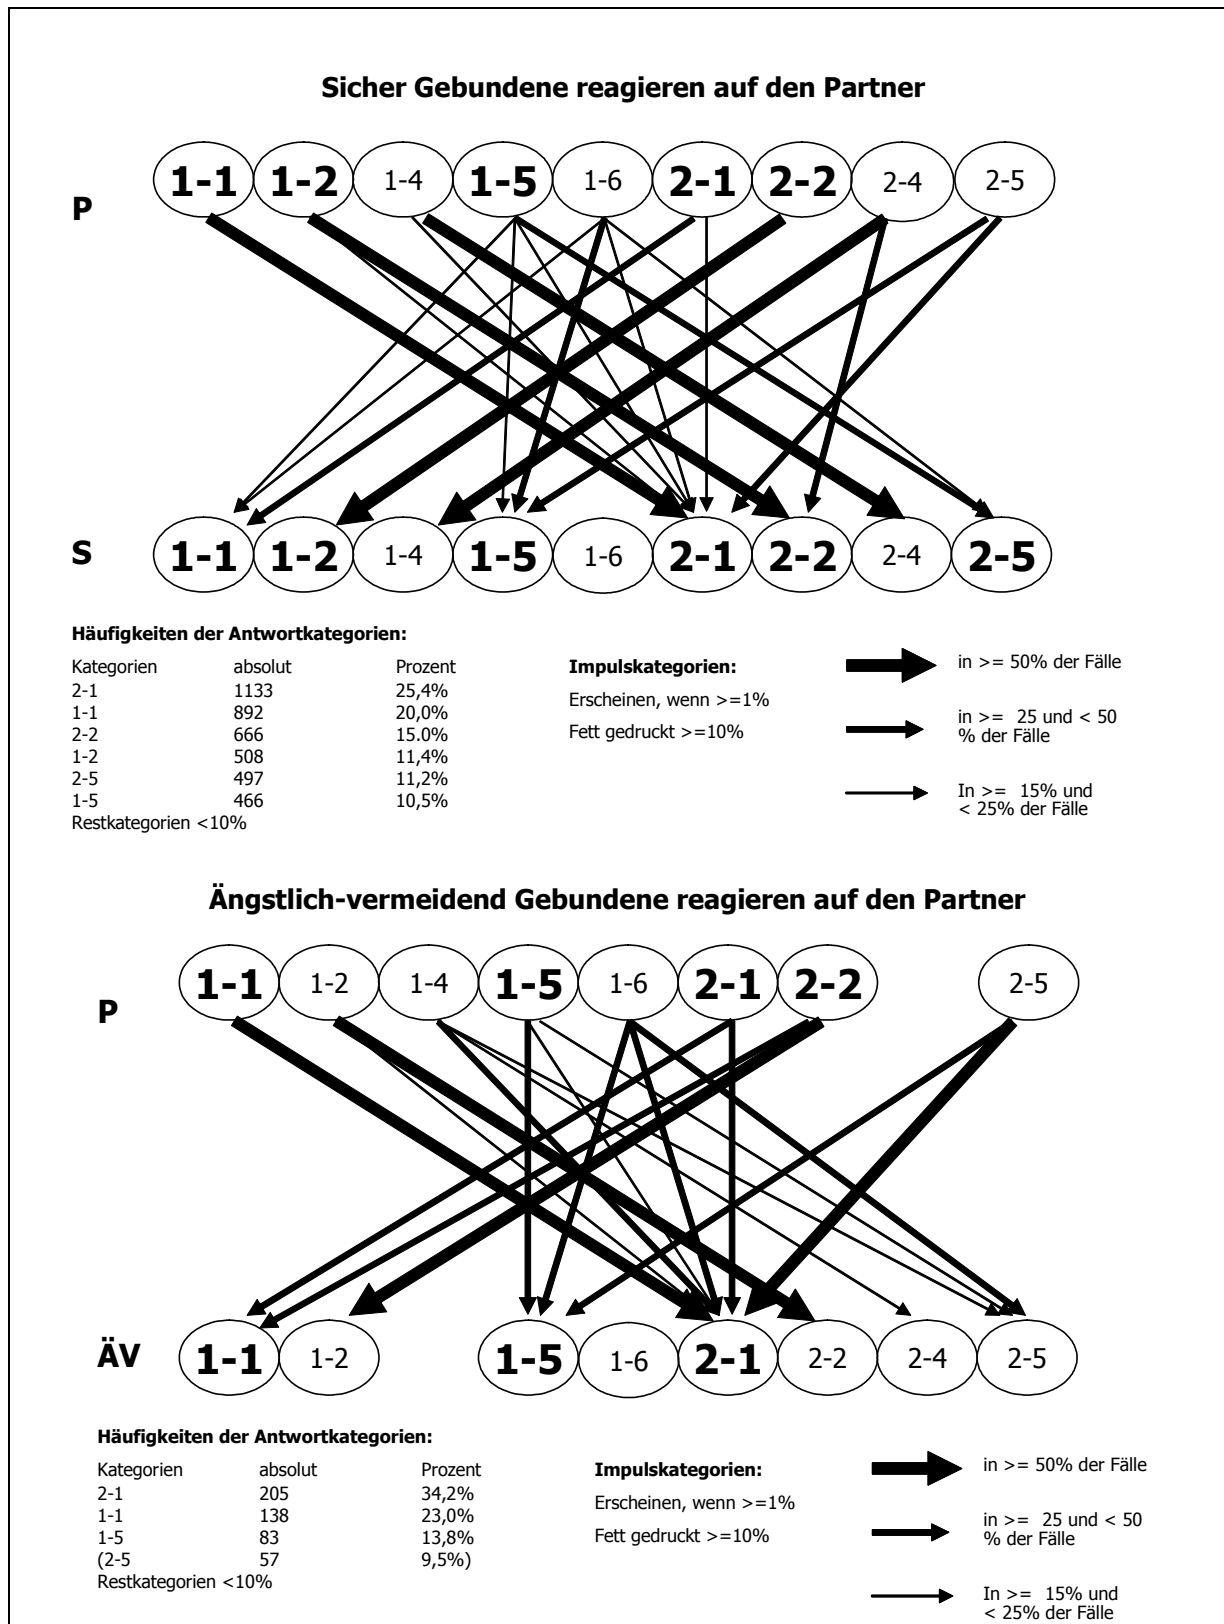 Sicher Gebundene reagieren auf den Partner
P 1-1 1-2 1-4 1-5 1-6 2-1 2-2 2-4 2-5
S 1-1 1-2 1-4 1-5 1-6 2-1 2-2 2-4 2-5
Häufigkeiten der Antwortkategorien:
Kategorien absolut Prozent
2-1 1133 25,4%
1-1 892 20,0%
2-2 666 15.0%
1-2 508 11,4%
2-5 497 11,2%
1-5 466 10,5%
Restkategorien <10%
Impulskategorien:
Erscheinen, wenn >=1%
Fett gedruckt >=10%
in >= 50% der Fälle
in >= 25 und < 50
% der Fälle
In >= 15% und
< 25% der Fälle
Ängstlich-vermeidend Gebundene reagieren auf den Partner
P 1-1 1-2 1-4 1-5 1-6 2-1 2-2 2-5
ÄV 1-1 1-2 1-5 1-6 2-1 2-2 2-4 2-5
Häufigkeiten der Antwortkategorien:
Kategorien absolut Prozent
2-1 205 34,2%
1-1 138 23,0%
1-5 83 13,8%
(2-5 57 9,5%)
Restkategorien <10%
Impulskategorien:
Erscheinen, wenn >=1%
Fett gedruckt >=10%
in >= 50% der Fälle
in >= 25 und < 50
% der Fälle
In >= 15% und
< 25% der Fälle